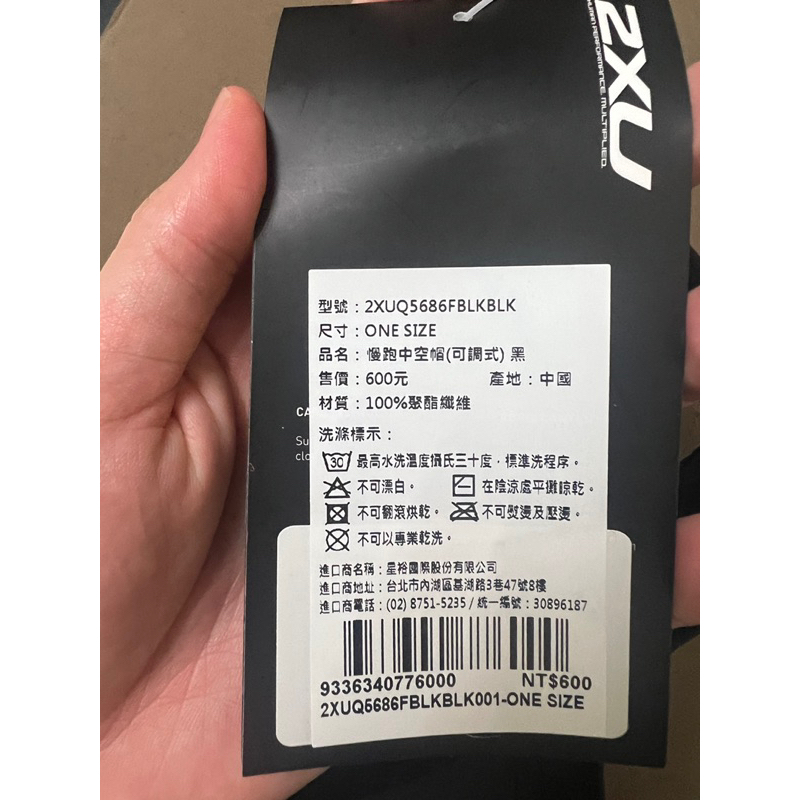 2XU
HUMAN PERFORMANCE. MULTIPLIED.
型號：2XUQ5686FBLKBLK
尺寸：ONE SIZE
品名：慢跑中空帽(可調式) 黑
售價：600元 產地：中國
材質：100%聚酯纖維
CA
洗滌標示：
Su
clo
30 最高水洗溫度攝氏三十度，標準洗程序。
不可漂白。 在陰涼處平攤晾乾。
不可翻滾烘乾。 不可熨燙及壓燙。
不可以專業乾洗。
進口商名稱：星裕國際股份有限公司
進口商地址：台北市內湖區基湖路3巷47號8樓
進口商電話：(02) 8751-5235 / 統一編號：30896187
9336340776000 NT$600
2XUQ5686FBLKBLK001-ONE SIZE